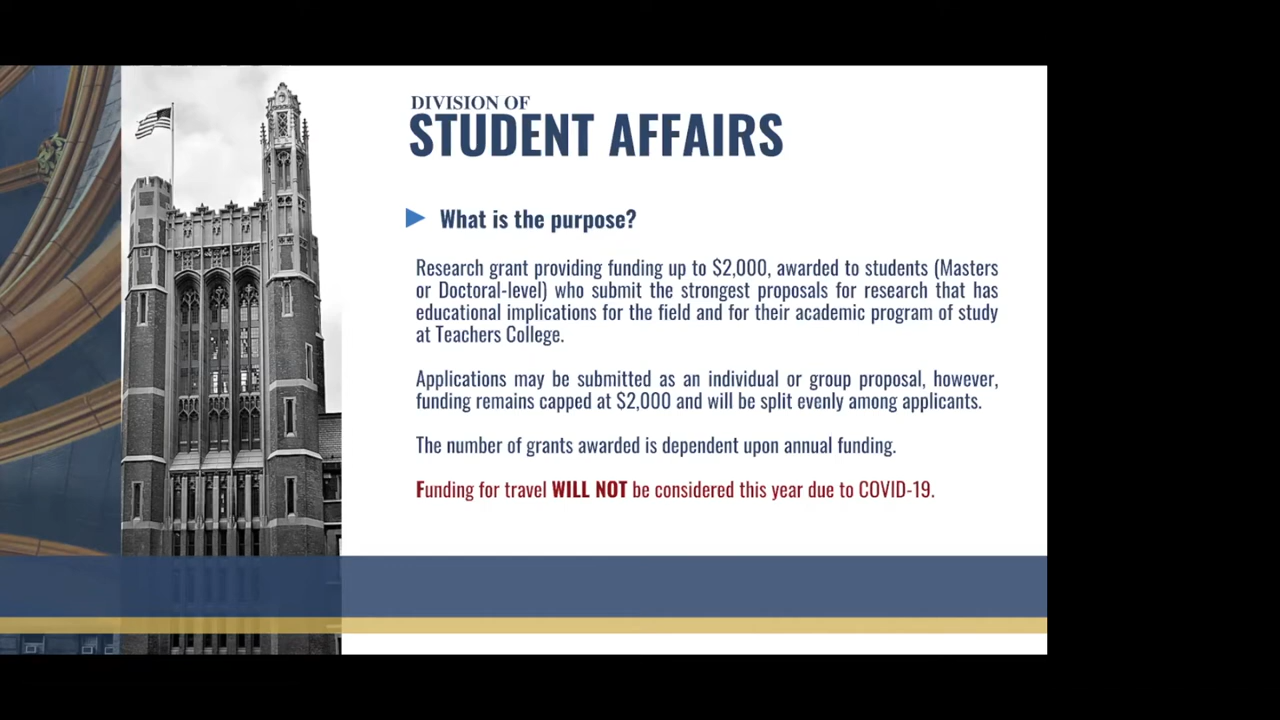 DIVISION OF
STUDENT AFFAIRS
What is the purpose?
Research grant providing funding up to $2,000, awarded to students (Masters
or Doctoral-level) who submit the strongest proposals for research that has
educational implications for the field and for their academic program of study
at Teachers College.
Applications may be submitted as an individual or group proposal, however,
funding remains capped at $2,000 and will be split evenly among applicants.
The number of grants awarded is dependent upon annual funding.
Funding for travel WILL NOT be considered this year due to COVID-19.